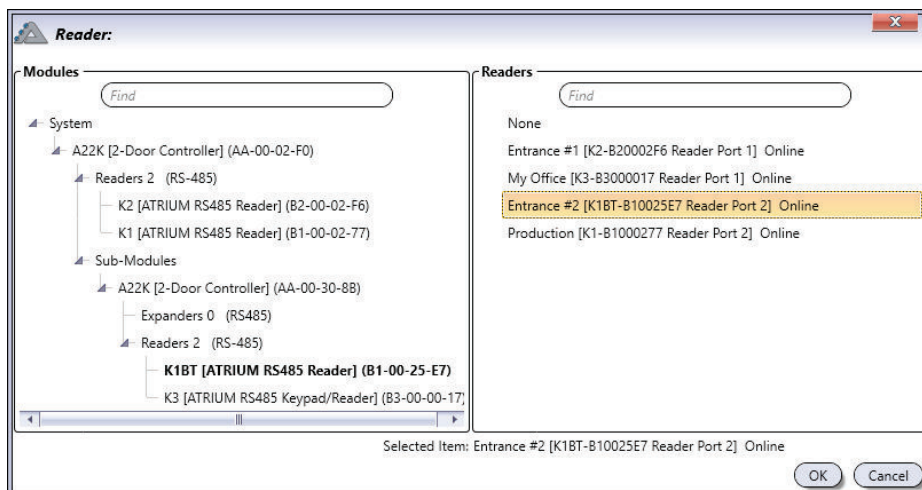 Reader:
X
Modules
Find
System
A22K [2-Door Controller] (AA-00-02-F0)
Readers 2 (RS-485)
K2 [ATRIUM RS485 Reader] (B2-00-02-F6)
K1 [ATRIUM RS485 Reader] (B1-00-02-77)
Sub-Modules
A22K [2-Door Controller] (AA-00-30-8B)
Expanders 0 (RS485)
Readers 2 (RS-485)
K1BT [ATRIUM RS485 Reader] (B1-00-25-E7)
K3 [ATRIUM RS485 Keypad/Reader] (B3-00-00-17)
Readers
Find
None
Entrance #1 [K2-B20002F6 Reader Port 1] Online
My Office [K3-B3000017 Reader Port 1] Online
Entrance #2 [K1BT-B10025E7 Reader Port 2] Online
Production [K1-B1000277 Reader Port 2] Online
Selected Item: Entrance #2 [K1BT-B10025E7 Reader Port 2] Online
OK
Cancel